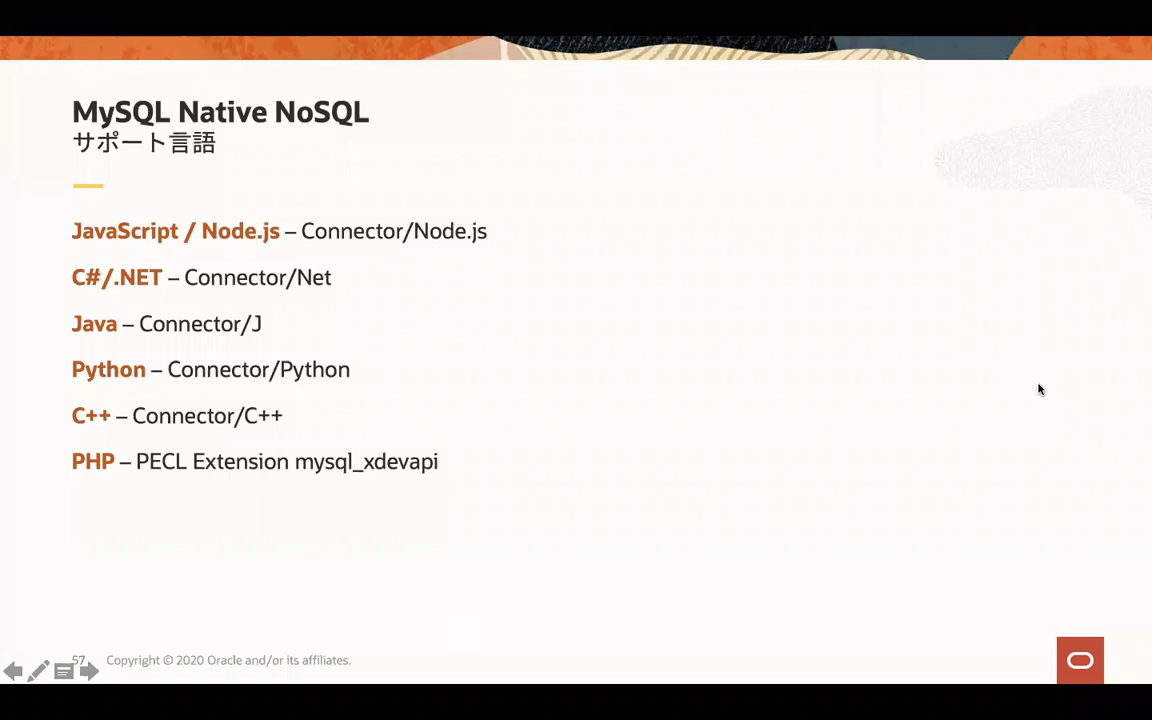 MySQL Native NoSQL
サポート言語
JavaScript / Node.js – Connector/Node.js
C#/.NET – Connector/Net
Java – Connector/J
Python – Connector/Python
C++ – Connector/C++
PHP – PECL Extension mysql_xdevapi
57 Copyright © 2020 Oracle and/or its affiliates.